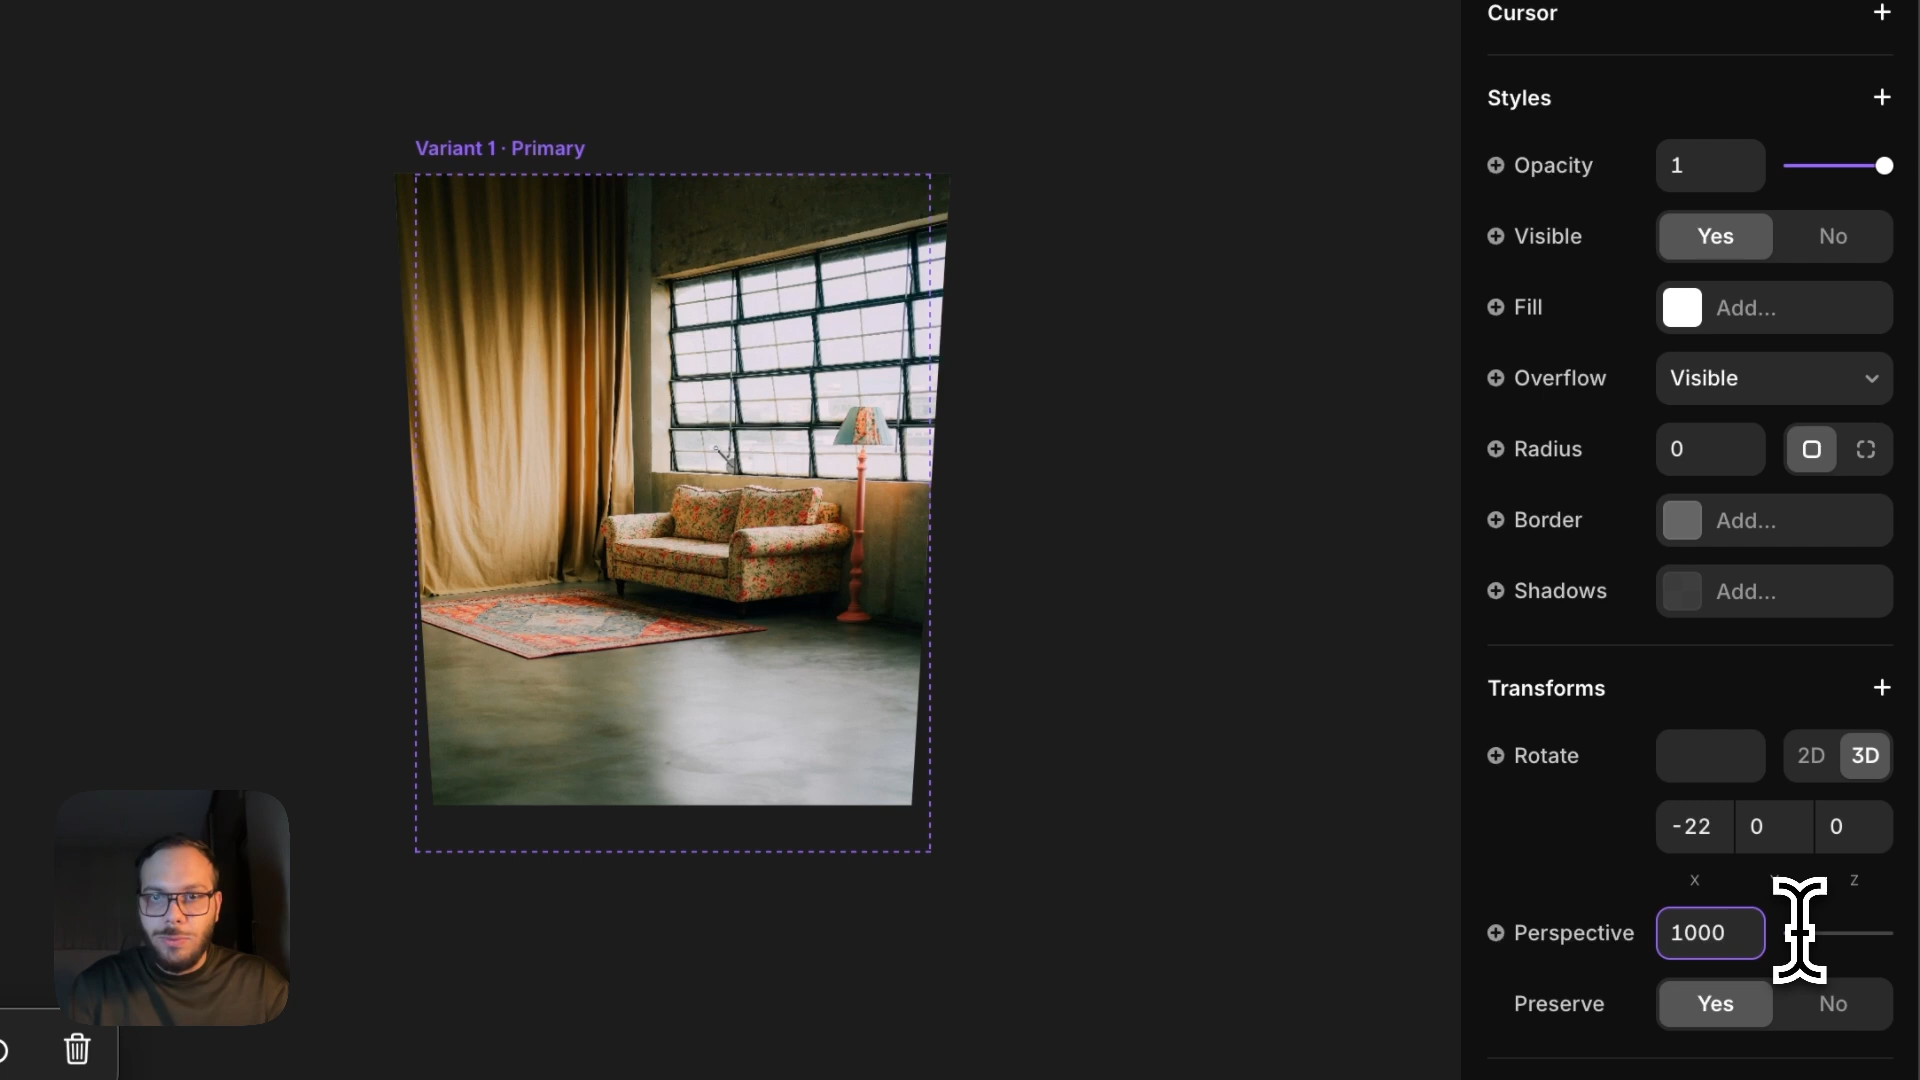 Cursor
Styles
Opacity 1
Visible Yes No
Fill Add...
Overflow Visible
Radius 0
Border Add...
Shadows Add...
Transforms
Rotate 2D 3D
-22 0 0
X Z
Perspective 1000
Preserve Yes No
Variant 1 · Primary